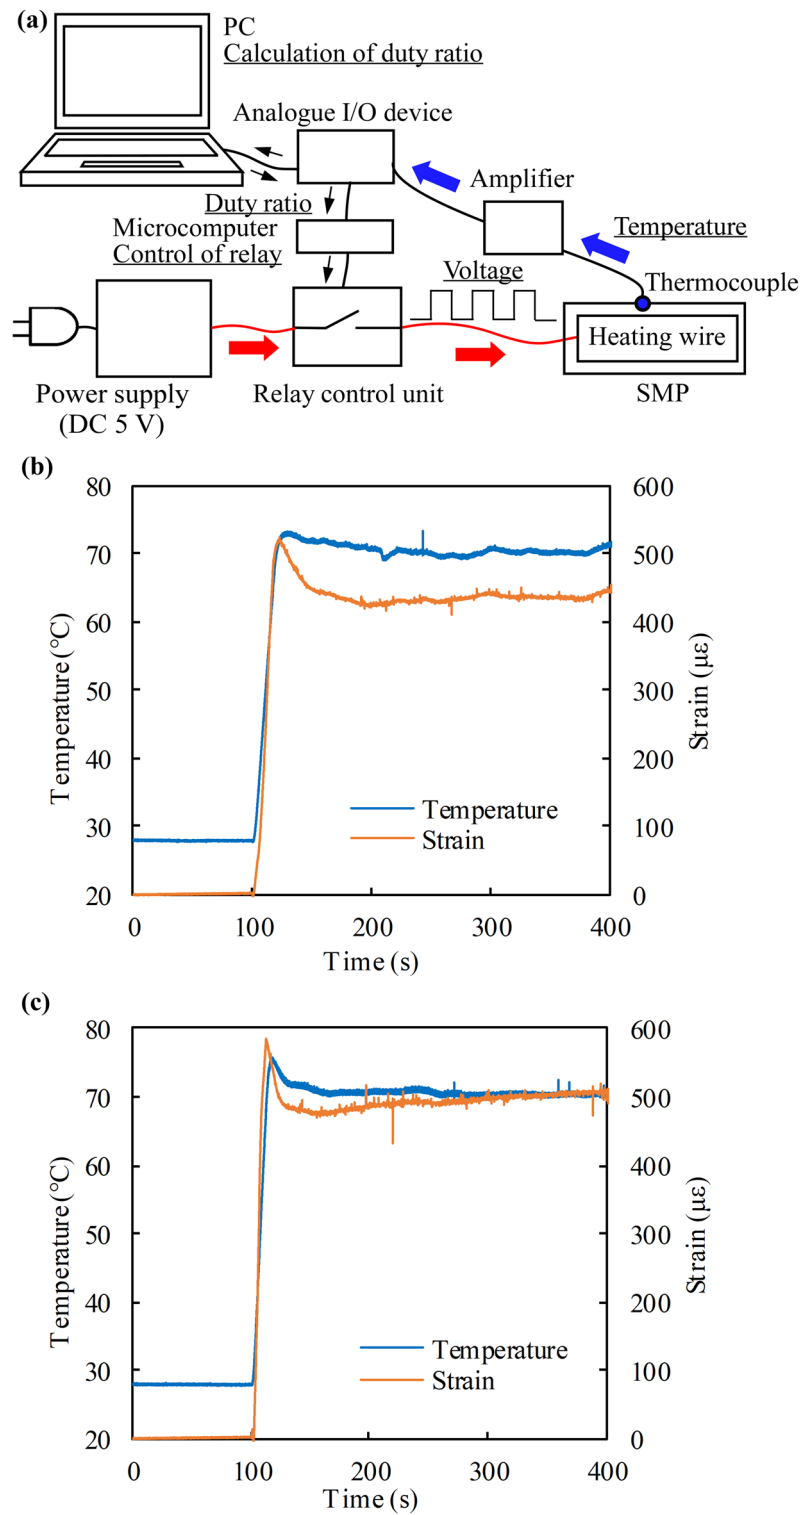 (a)
PC
Calculation of duty ratio
Analogue I/O device
Duty ratio
Amplifier
Microcomputer
Control of relay
Temperature
Voltage
Thermocouple
Heating wire
Power supply
(DC 5 V)
Relay control unit
SMP
(b)
80
70
60
50
40
30
20
Temperature (°C)
600
500
400
300
200
100
0
Strain (με)
Temperature
Strain
0
100
200
300
400
Time (s)
(c)
80
70
60
50
40
30
20
Temperature (°C)
600
500
400
300
200
100
0
Strain (με)
Temperature
Strain
0
100
200
300
400
Time (s)